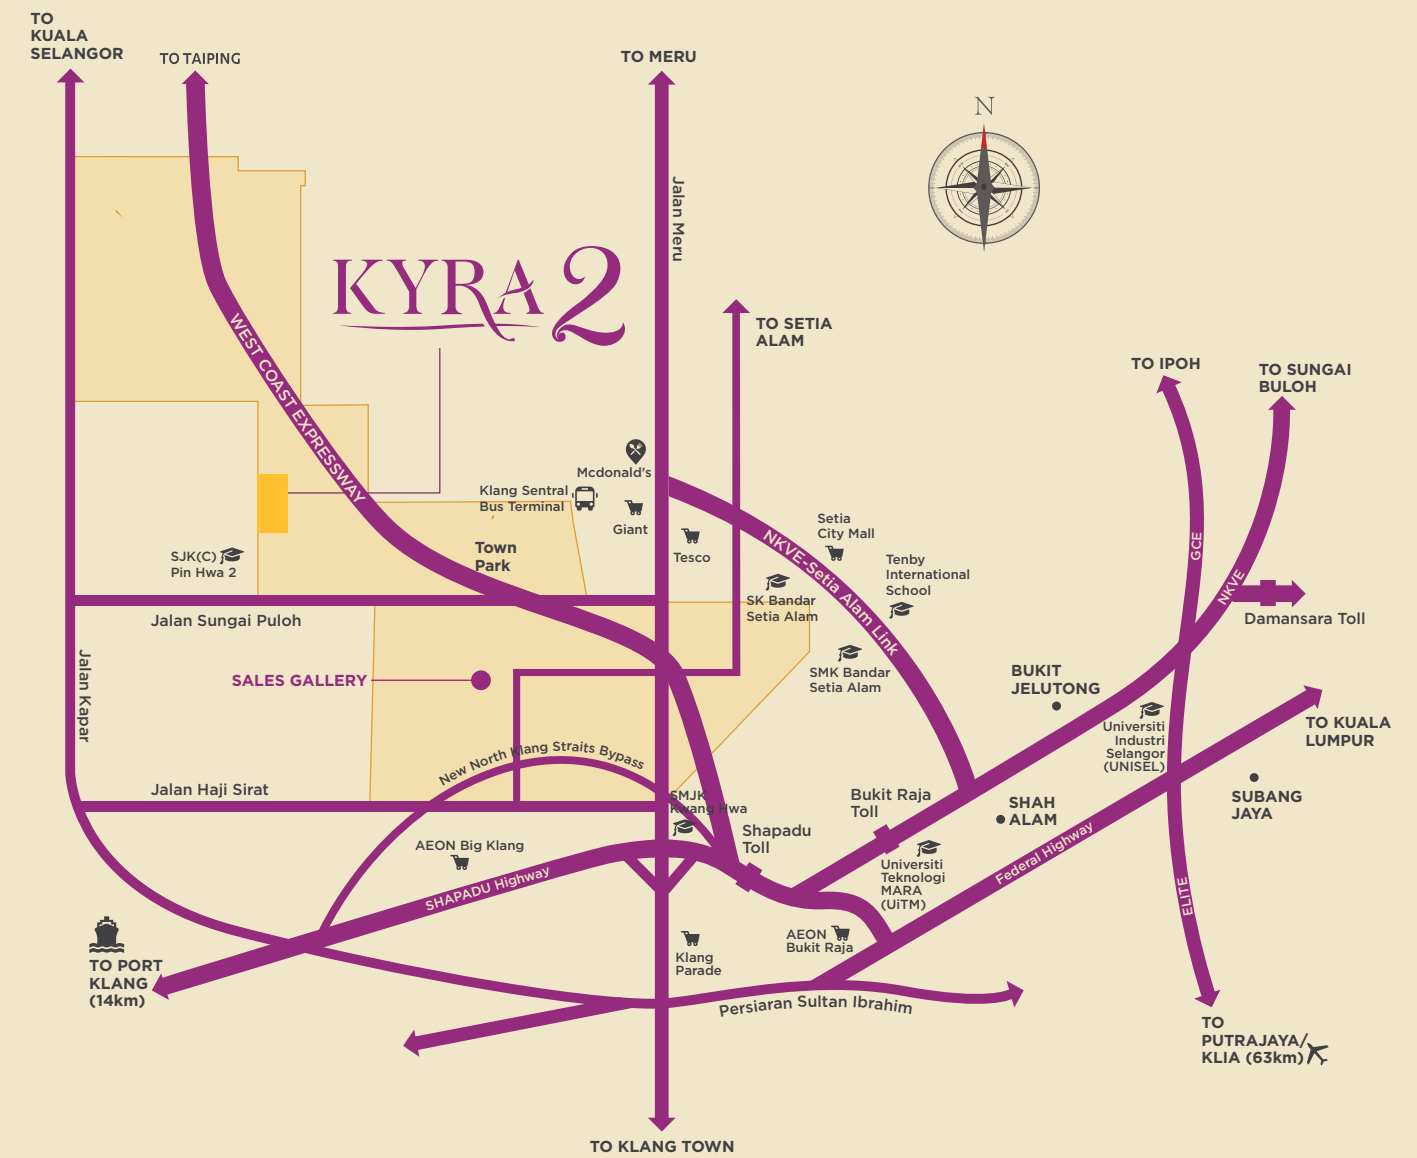 TO
KUALA
SELANGOR
TO TAIPING
TO MERU
N
Jalan Meru
KYRA 2
TO SETIA
ALAM
WEST COAST EXPRESSWAY
TO IPOH
TO SUNGAI
BULOH
Mcdonald's
Klang Sentral
Bus Terminal
Giant
Tesco
Setia
City Mall
NKVE-Setia Alam Link
Tenby
International
School
GCE
NKVE
Town
Park
SJK(C)
Pin Hwa 2
SK Bandar
Setia Alam
Damansara Toll
Jalan Sungai Puloh
Jalan Kapar
SALES GALLERY
SMK Bandar
Setia Alam
BUKIT
JELUTONG
Universiti
Industri
Selangor
(UNISEL)
TO KUALA
LUMPUR
New North Klang Straits Bypass
Jalan Haji Sirat
SMJK
Kwang Hwa
Bukit Raja
Toll
SHAH
ALAM
SUBANG
JAYA
Shapadu
Toll
AEON Big Klang
SHAPADU Highway
Universiti
Teknologi
MARA
(UiTM)
Federal Highway
ELITE
AEON
Bukit Raja
Klang
Parade
TO PORT
KLANG
(14km)
Persiaran Sultan Ibrahim
TO
PUTRAJAYA/
KLIA (63km)
TO KLANG TOWN